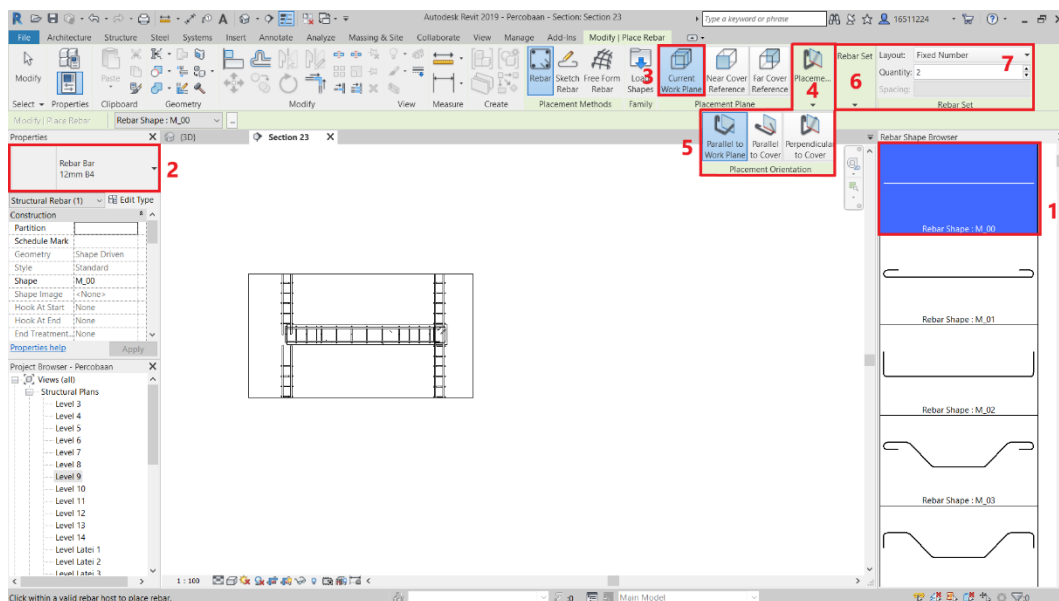 Autodesk Revit 2019 - Percobaan - Section: Section 23
Type a keyword or phrase
16511224
File Architecture Structure Steel Systems Insert Annotate Analyze Massing & Site Collaborate View Manage Add-Ins Modify | Place Rebar
Modify
Paste
Rebar
Sketch Rebar
Free Form Rebar
Load Shapes
3
Current Work Plane
Near Cover Reference
Far Cover Reference
Placeme...
4
Rebar Set
6
Layout: Fixed Number
7
Quantity: 2
Spacing:
Select Properties Clipboard Geometry Modify View Measure Create Placement Methods Family Placement Plane Rebar Set
Modify | Place Rebar
Rebar Shape : M_00
5
Parallel to Work Plane
Parallel to Cover
Perpendicular to Cover
Placement Orientation
Properties X
(3D)
Section 23 X
Rebar Bar
12mm B4
2
Structural Rebar (1) Edit Type
Construction
Partition
Schedule Mark
Geometry Shape Driven
Style Standard
Shape M_00
Shape Image <None>
Hook At Start None
Hook At End None
End Treatment... None
Properties help Apply
Project Browser - Percobaan X
Views (all)
Structural Plans
Level 3
Level 4
Level 5
Level 6
Level 7
Level 8
Level 9
Level 10
Level 11
Level 12
Level 13
Level 14
Level Latei 1
Level Latei 2
Level Latei 3
1 : 100
Rebar Shape Browser
1
Rebar Shape : M_00
Rebar Shape : M_01
Rebar Shape : M_02
Rebar Shape : M_03
Click within a valid rebar host to place rebar.
:0
Main Model
:0